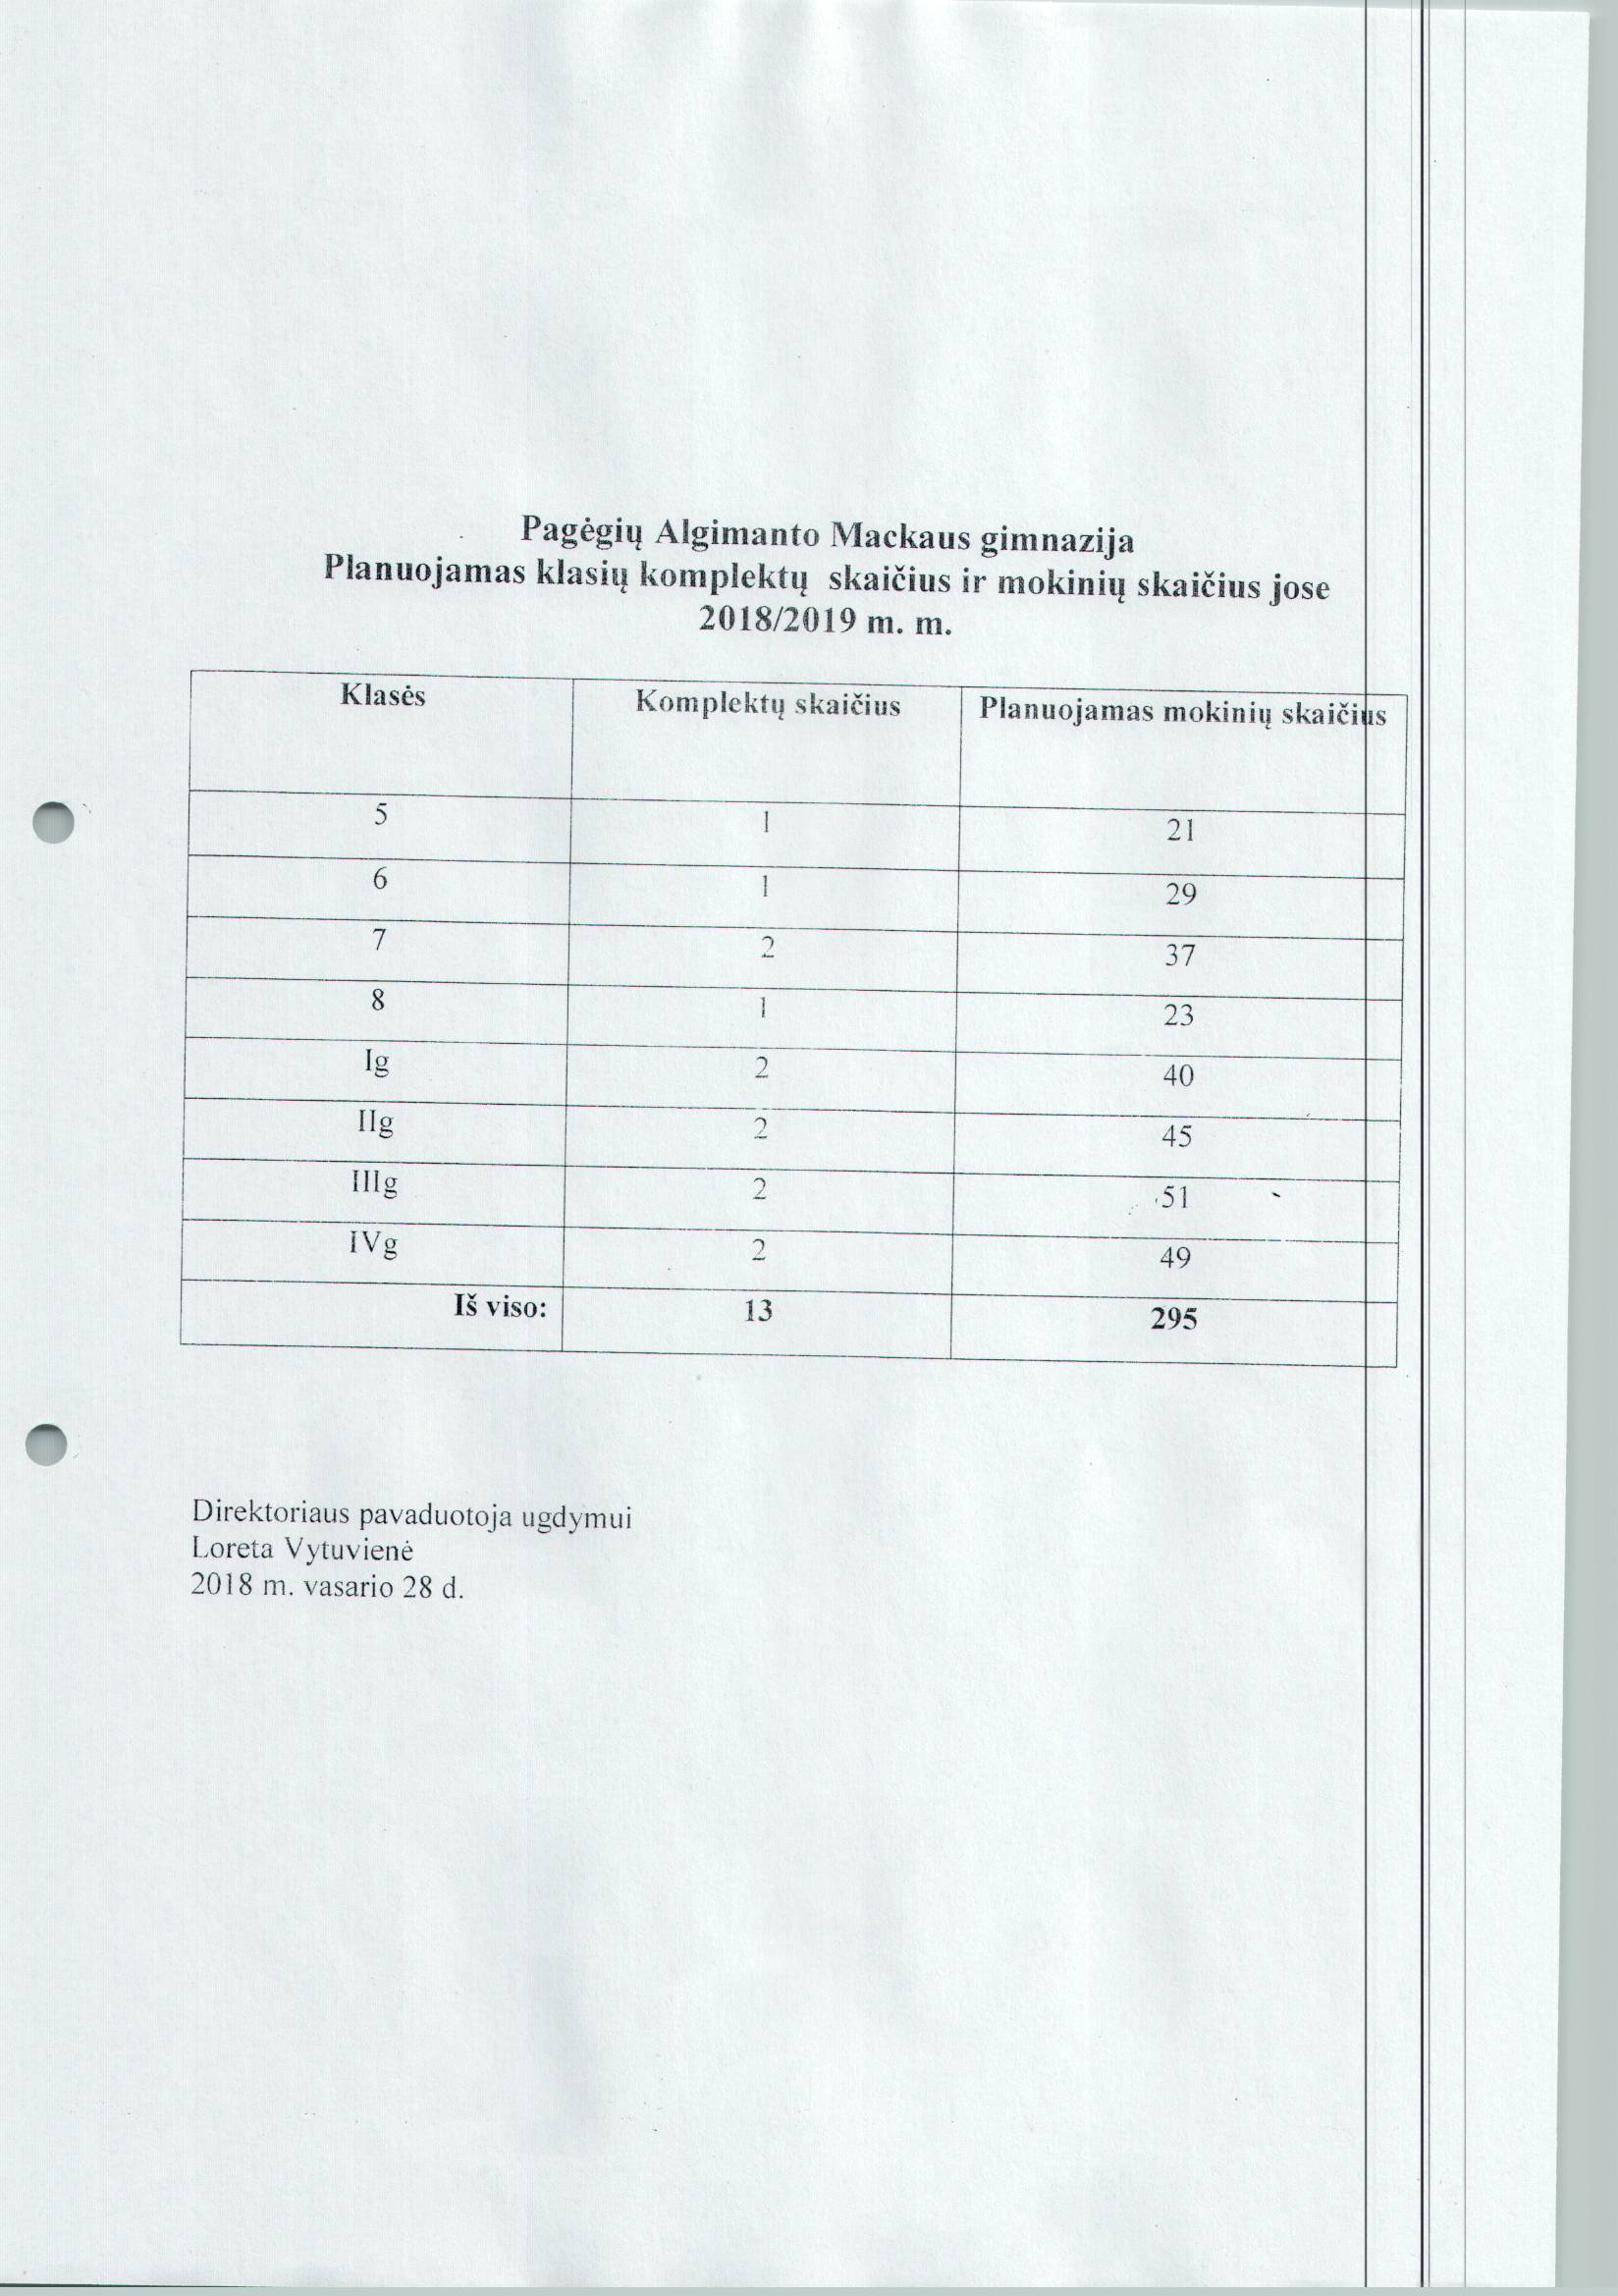 Pagėgių Algimanto Mackaus gimnazija
Planuojamas klasių komplektų skaičius ir mokinių skaičius jose
2018/2019 m. m.
Klasės Komplektų skaičius Planuojamas mokinių skaičius
5 1 21
6 1 29
7 2 37
8 1 23
Ig 2 40
IIg 2 45
IIIg 2 51
IVg 2 49
Iš viso: 13 295
Direktoriaus pavaduotoja ugdymui
Loreta Vytuvienė
2018 m. vasario 28 d.